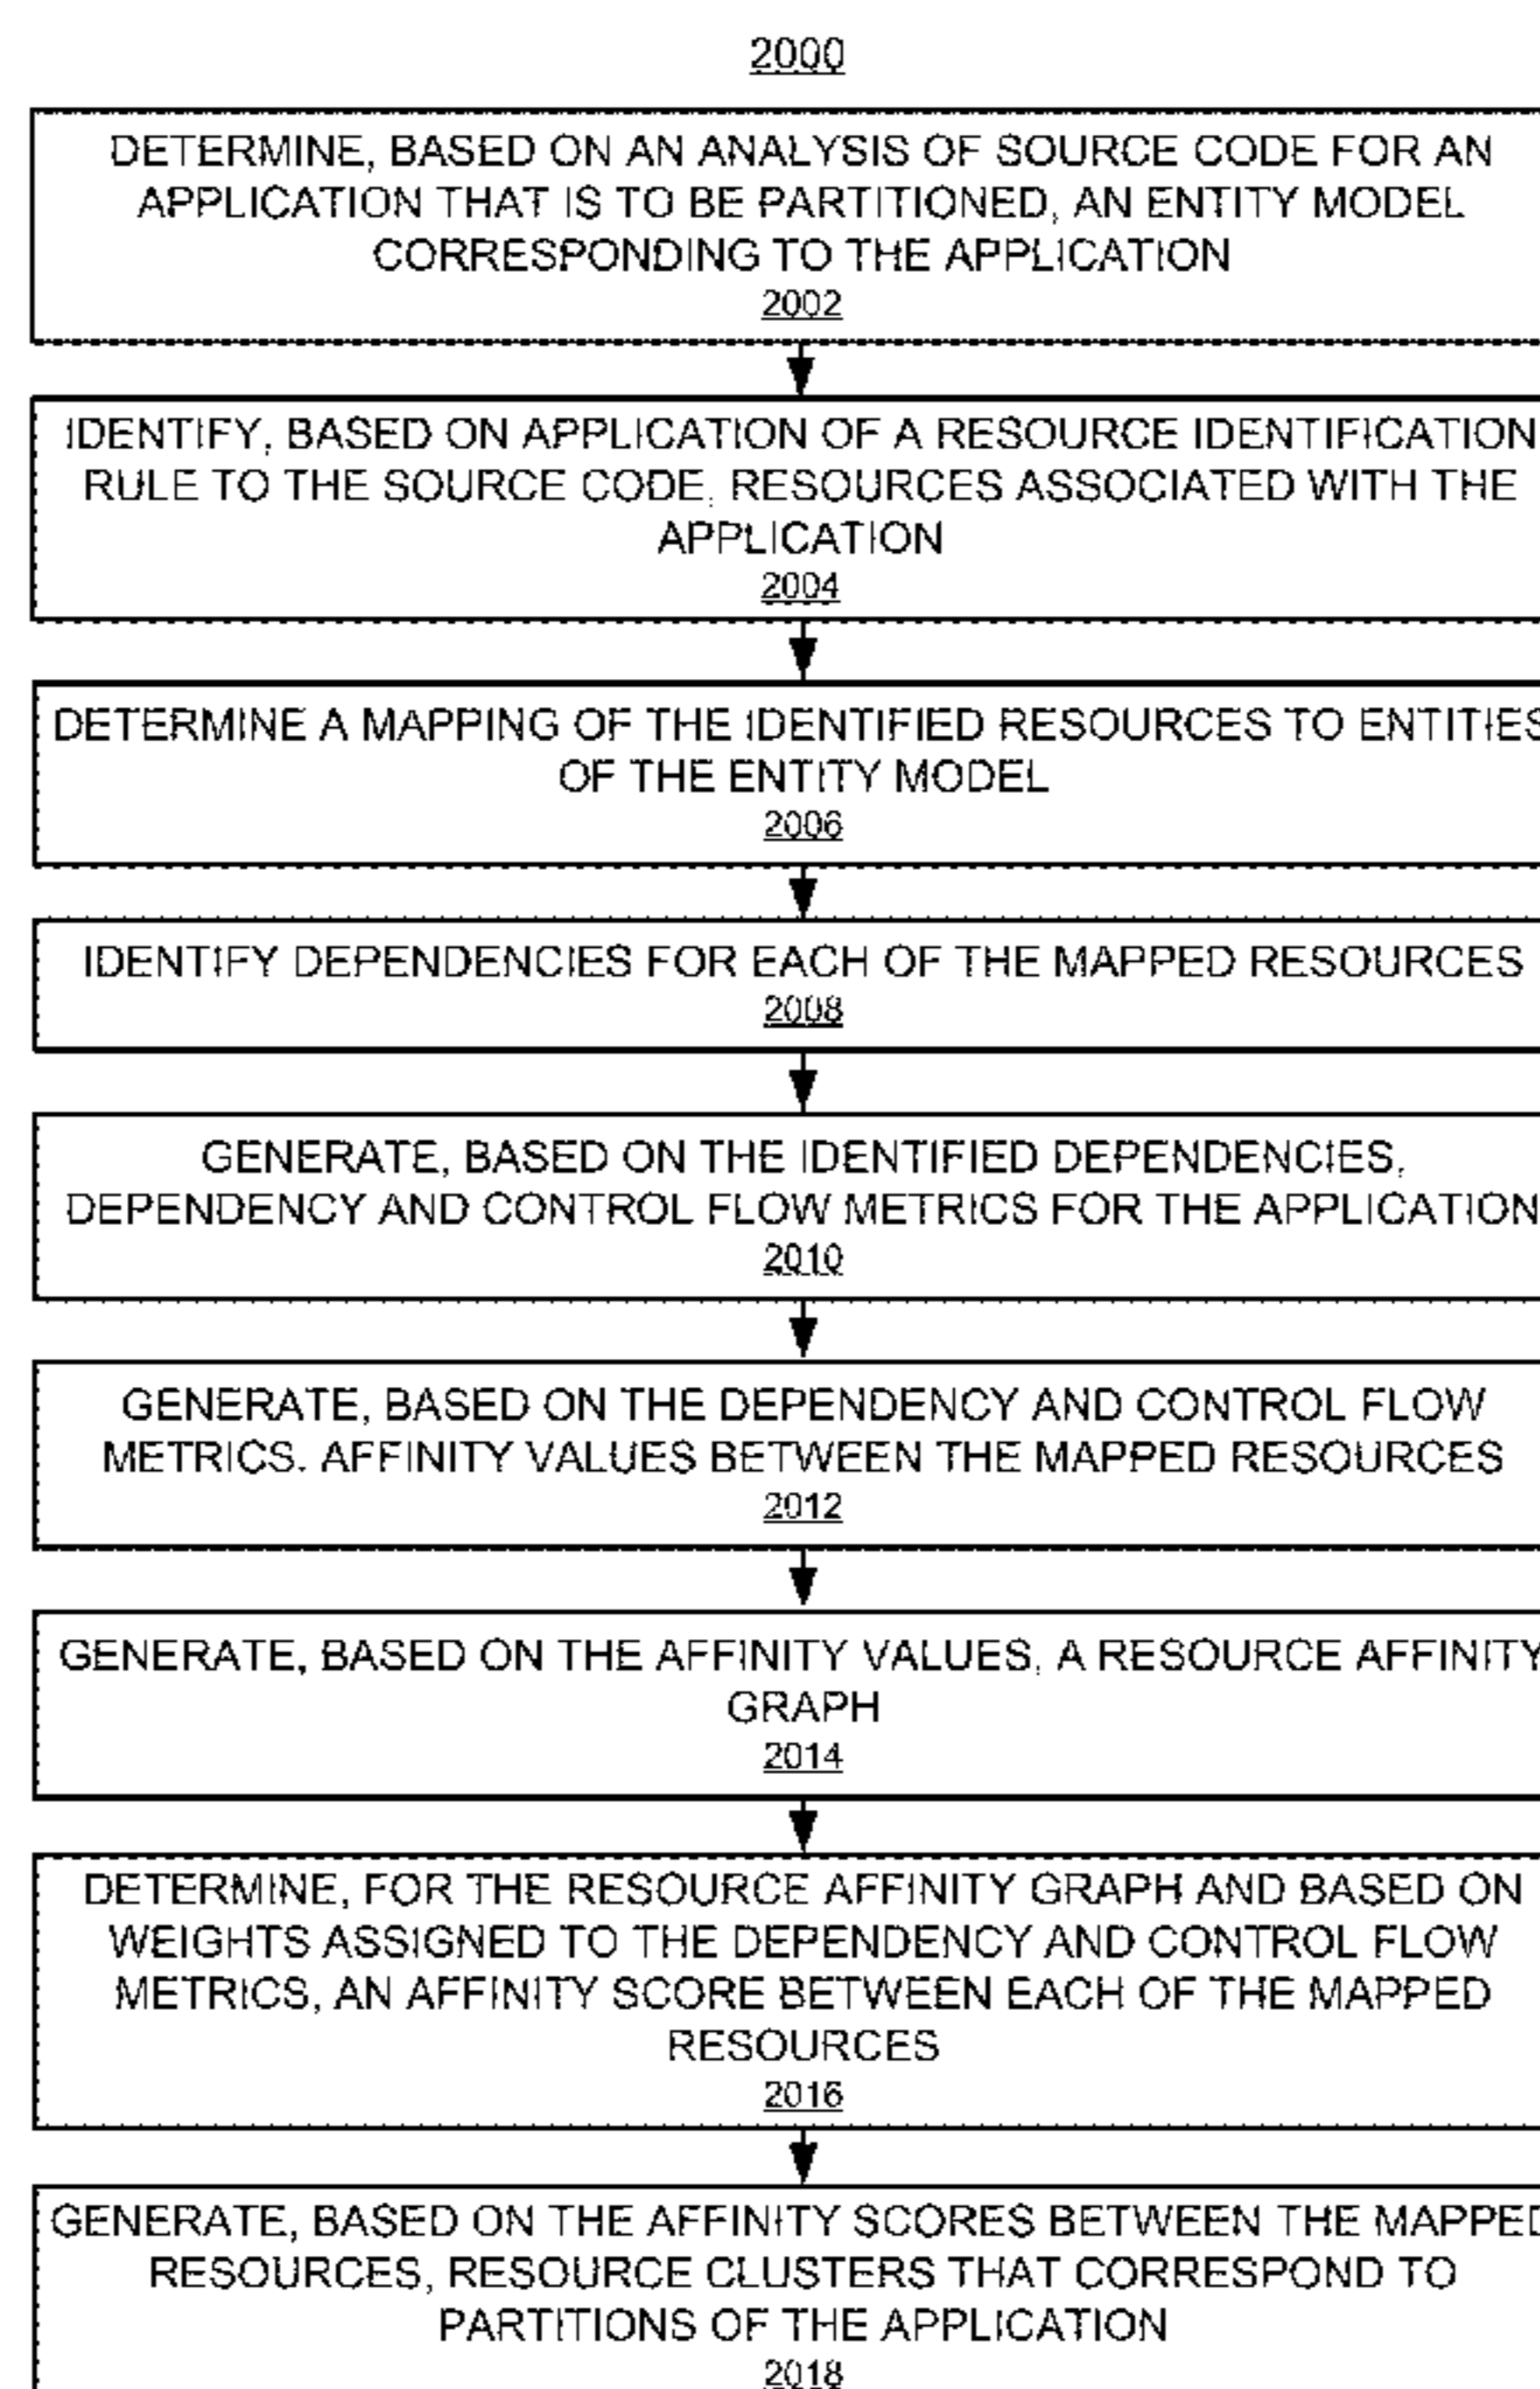 2000
DETERMINE, BASED ON AN ANALYSIS OF SOURCE CODE FOR AN
APPLICATION THAT IS TO BE PARTITIONED, AN ENTITY MODEL
CORRESPONDING TO THE APPLICATION
2002
IDENTIFY, BASED ON APPLICATION OF A RESOURCE IDENTIFICATION
RULE TO THE SOURCE CODE, RESOURCES ASSOCIATED WITH THE
APPLICATION
2004
DETERMINE A MAPPING OF THE IDENTIFIED RESOURCES TO ENTITIES
OF THE ENTITY MODEL
2006
IDENTIFY DEPENDENCIES FOR EACH OF THE MAPPED RESOURCES
2008
GENERATE, BASED ON THE IDENTIFIED DEPENDENCIES,
DEPENDENCY AND CONTROL FLOW METRICS FOR THE APPLICATION
2010
GENERATE, BASED ON THE DEPENDENCY AND CONTROL FLOW
METRICS, AFFINITY VALUES BETWEEN THE MAPPED RESOURCES
2012
GENERATE, BASED ON THE AFFINITY VALUES, A RESOURCE AFFINITY
GRAPH
2014
DETERMINE, FOR THE RESOURCE AFFINITY GRAPH AND BASED ON
WEIGHTS ASSIGNED TO THE DEPENDENCY AND CONTROL FLOW
METRICS, AN AFFINITY SCORE BETWEEN EACH OF THE MAPPED
RESOURCES
2016
GENERATE, BASED ON THE AFFINITY SCORES BETWEEN THE MAPPED
RESOURCES, RESOURCE CLUSTERS THAT CORRESPOND TO
PARTITIONS OF THE APPLICATION
2018